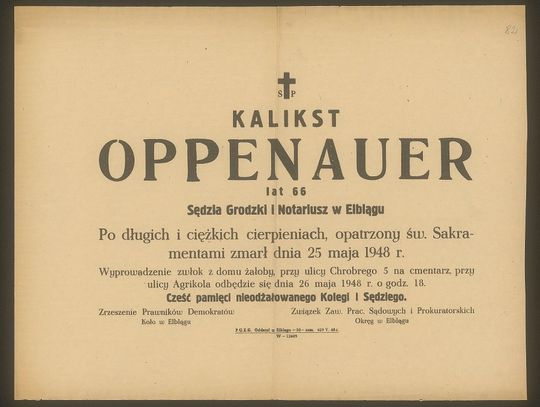 821
Ś P
KALIKST
OPPENAUER
lat 66
Sędzia Grodzki i Notariusz w Elblągu
Po długich i ciężkich cierpieniach, opatrzony św. Sakra-
mentami zmarł dnia 25 maja 1948 r.
Wyprowadzenie zwłok z domu żałoby, przy ulicy Chrobrego 5 na cmentarz, przy
ulicy Agrikola odbędzie się dnia 26 maja 1948 r. o godz. 18.
Cześć pamięci nieodżałowanego Kolegi i Sędziego.
Zrzeszenie Prawników Demokratów
Koło w Elblągu
Związek Zaw. Prac. Sądowych i Prokuratorskich
Okręg w Elblągu
P.G.Z.G. Oddział w Elblągu